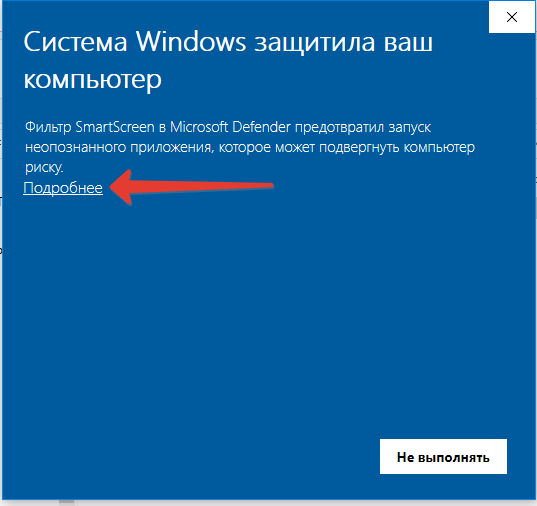 Система Windows защитила ваш
компьютер
Фильтр SmartScreen в Microsoft Defender предотвратил запуск
неопознанного приложения, которое может подвергнуть компьютер
риску.
Подробнее
Не выполнять